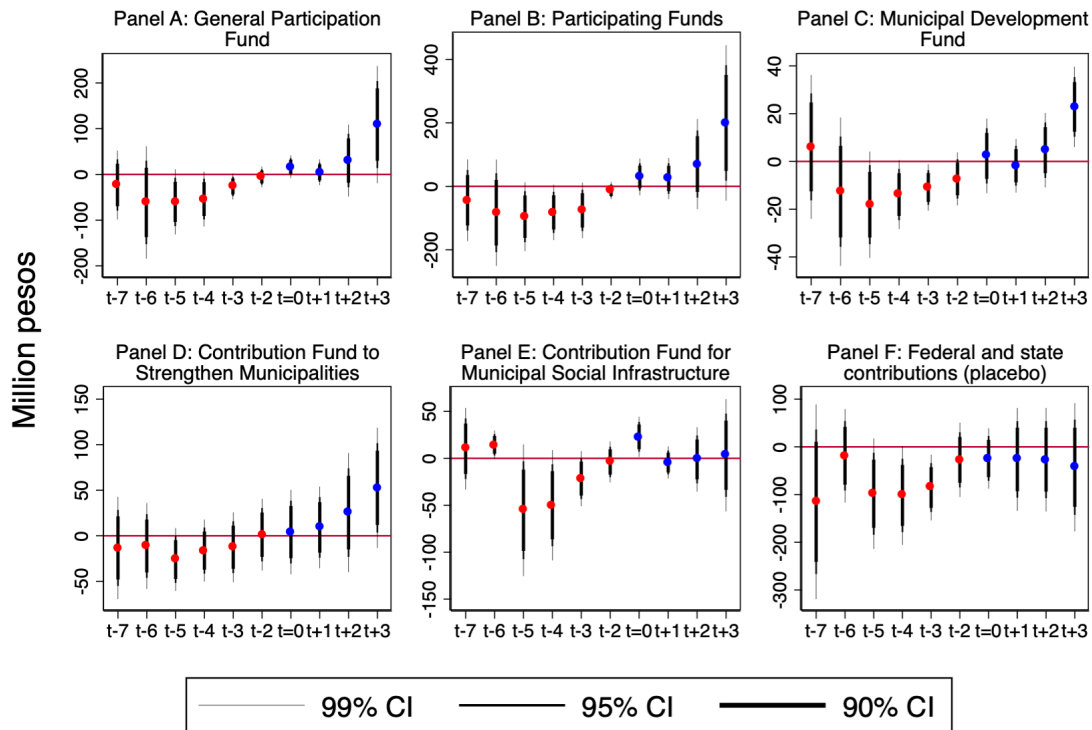 Panel A: General Participation
Fund
200
100
0
-100
-200
t-7 t-6 t-5 t-4 t-3 t-2 t=0 t+1 t+2 t+3
Panel B: Participating Funds
400
200
0
-200
t-7 t-6 t-5 t-4 t-3 t-2 t=0 t+1 t+2 t+3
Panel C: Municipal Development
Fund
40
20
0
-20
-40
t-7 t-6 t-5 t-4 t-3 t-2 t=0 t+1 t+2 t+3
Million pesos
Panel D: Contribution Fund to
Strengthen Municipalities
150
100
50
0
-50
t-7 t-6 t-5 t-4 t-3 t-2 t=0 t+1 t+2 t+3
Panel E: Contribution Fund for
Municipal Social Infrastructure
50
0
-50
-100
-150
t-7 t-6 t-5 t-4 t-3 t-2 t=0 t+1 t+2 t+3
Panel F: Federal and state
contributions (placebo)
100
0
-100
-200
-300
t-7 t-6 t-5 t-4 t-3 t-2 t=0 t+1 t+2 t+3
99% CI 95% CI 90% CI